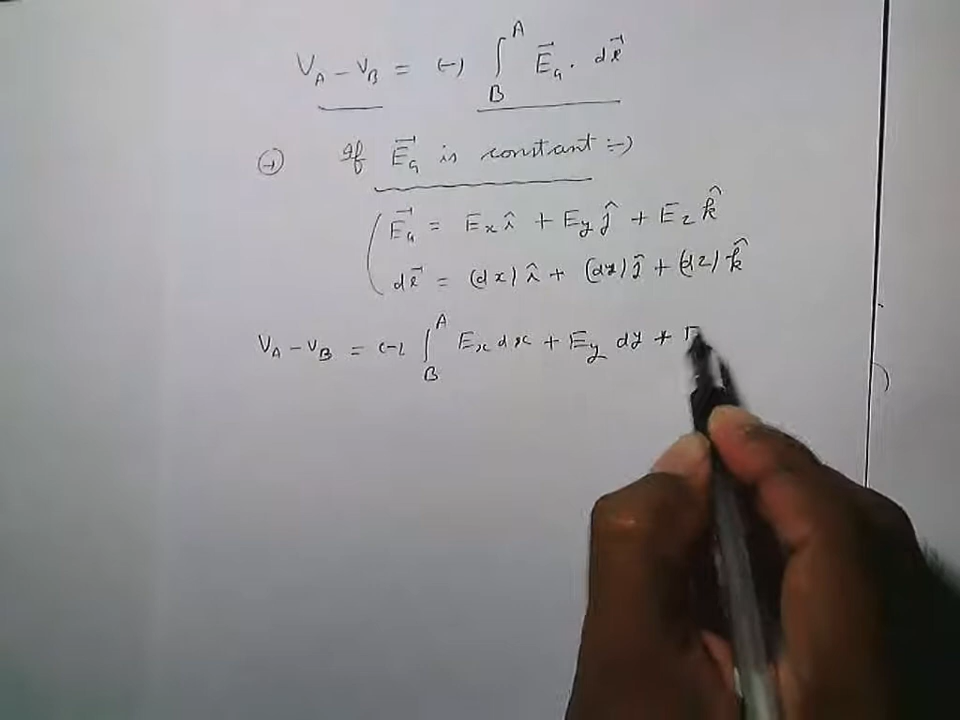 V_A - V_B = (-) ∫_B^A E⃗_g . dr⃗
→ If E⃗_g is constant :-)
E⃗_g = E_x î + E_y ĵ + E_z k̂
dr⃗ = (dx) î + (dy) ĵ + (dz) k̂
V_A - V_B = (-) ∫_B^A E_x dx + E_y dy + E